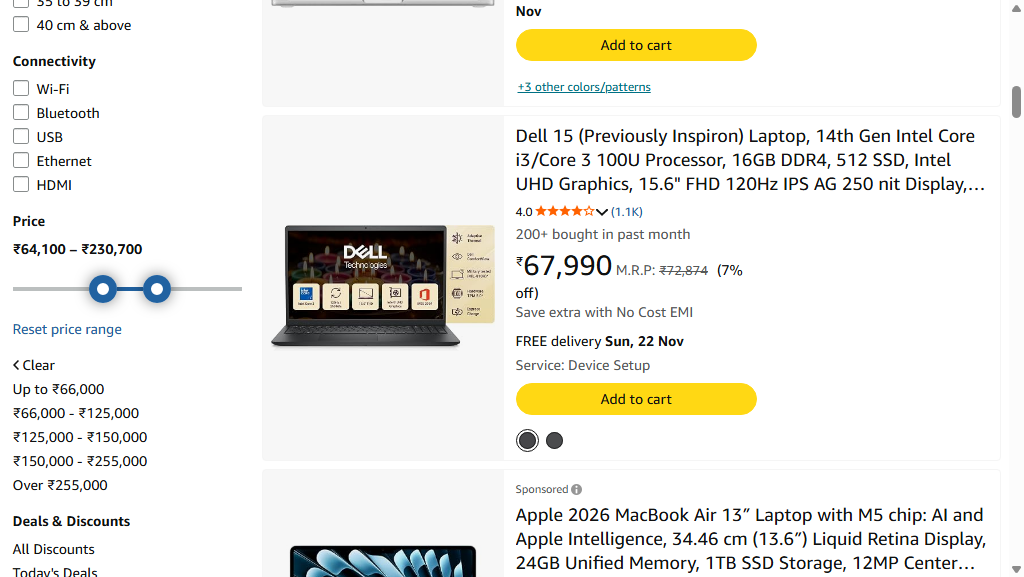 35 to 39 cm
40 cm & above
Connectivity
Wi-Fi
Bluetooth
USB
Ethernet
HDMI
Price
₹64,100 – ₹230,700
Reset price range
Clear
Up to ₹66,000
₹66,000 - ₹125,000
₹125,000 - ₹150,000
₹150,000 - ₹255,000
Over ₹255,000
Deals & Discounts
All Discounts
Today's Deals
Nov
Add to cart
+3 other colors/patterns
DELL
Technologies
Dell 15 (Previously Inspiron) Laptop, 14th Gen Intel Core
i3/Core 3 100U Processor, 16GB DDR4, 512 SSD, Intel
UHD Graphics, 15.6" FHD 120Hz IPS AG 250 nit Display,...
4.0 (1.1K)
200+ bought in past month
₹67,990 M.R.P: ₹72,874 (7%
off)
Save extra with No Cost EMI
FREE delivery Sun, 22 Nov
Service: Device Setup
Add to cart
Sponsored
Apple 2026 MacBook Air 13″ Laptop with M5 chip: AI and
Apple Intelligence, 34.46 cm (13.6″) Liquid Retina Display,
24GB Unified Memory, 1TB SSD Storage, 12MP Center...